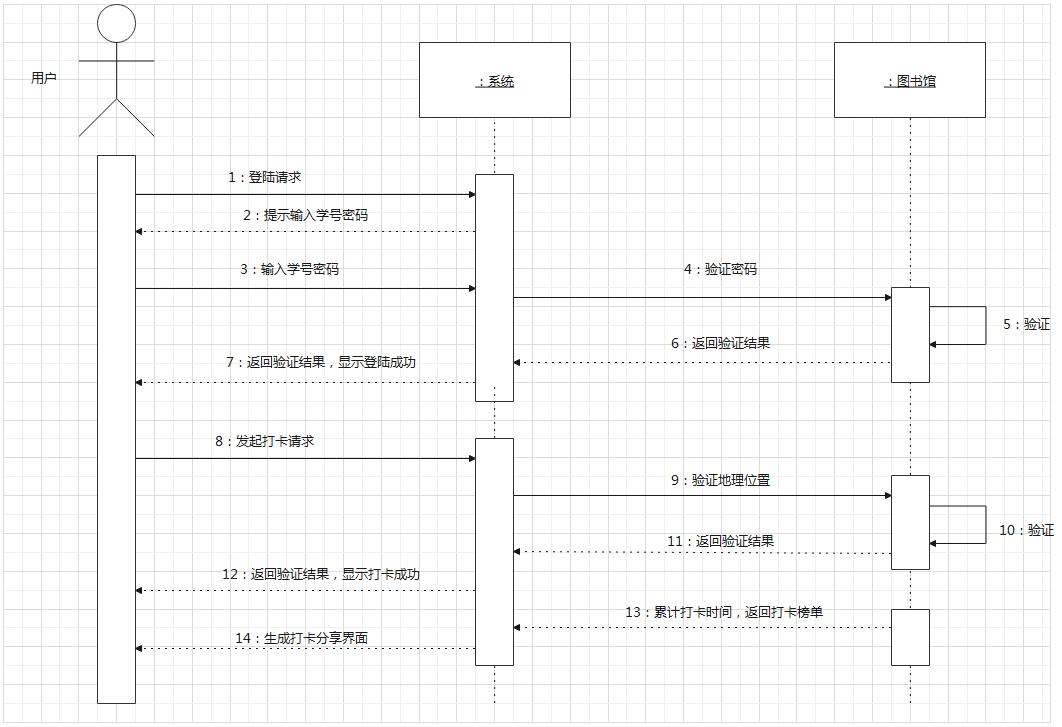 用户
：系统
：图书馆
1：登陆请求
2：提示输入学号密码
3：输入学号密码
4：验证密码
5：验证
6：返回验证结果
7：返回验证结果，显示登陆成功
8：发起打卡请求
9：验证地理位置
10：验证
11：返回验证结果
12：返回验证结果，显示打卡成功
13：累计打卡时间，返回打卡榜单
14：生成打卡分享界面